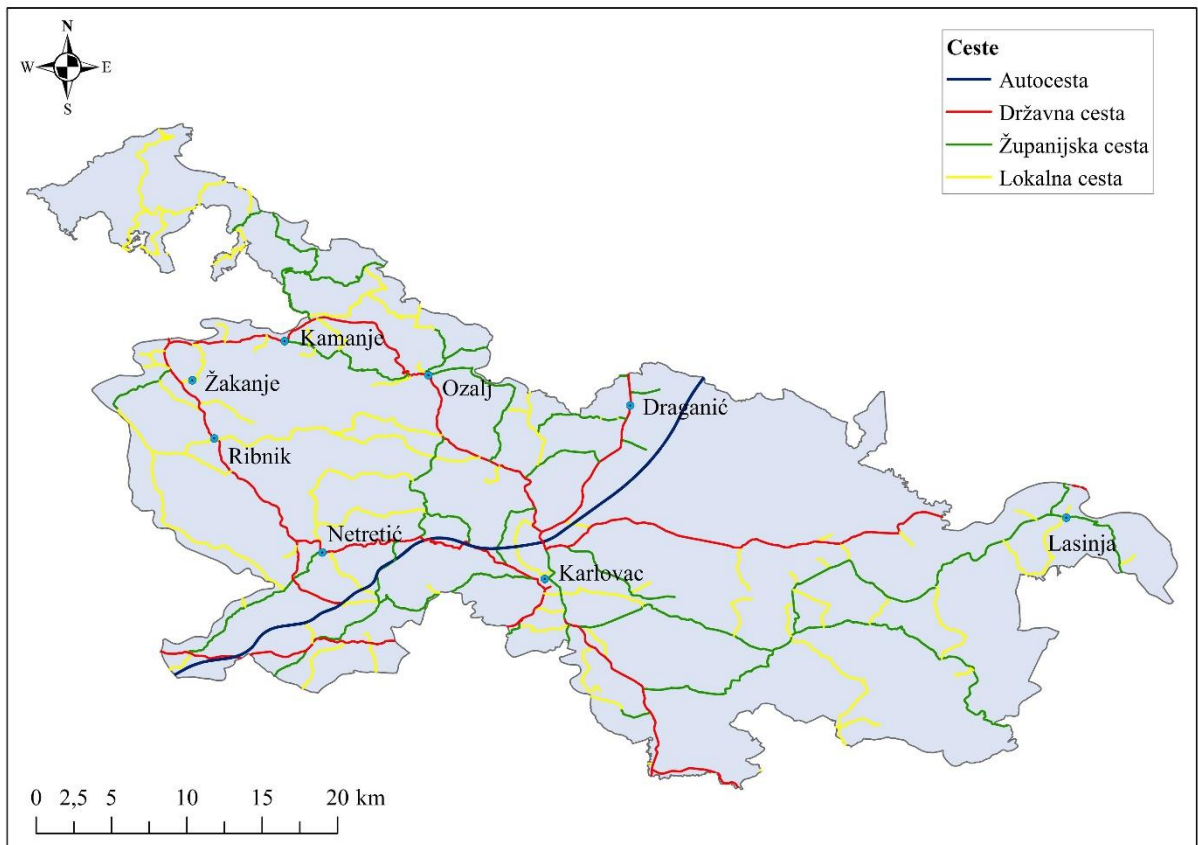 N
W E
S
Ceste
Autocesta
Državna cesta
Županijska cesta
Lokalna cesta
Kamanje
Žakanje
Ozalj
Draganić
Ribnik
Netretić
Lasinja
Karlovac
0 2,5 5 10 15 20 km